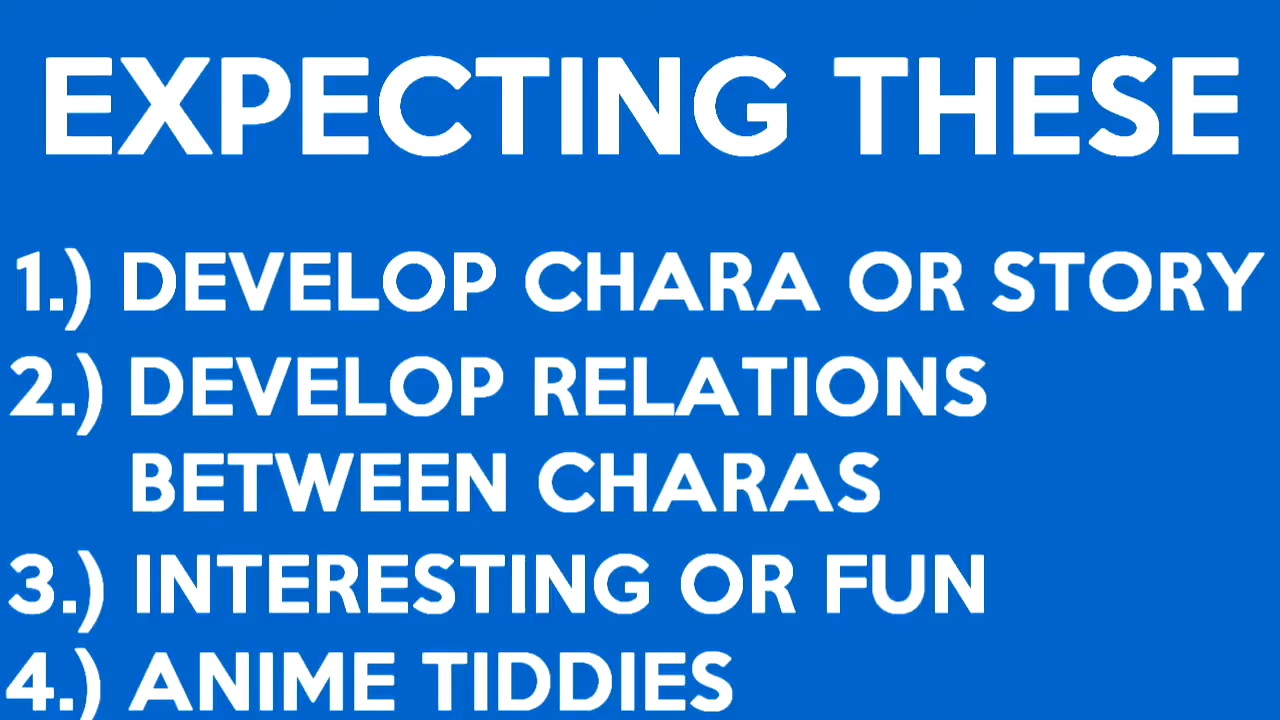 EXPECTING THESE
1.) DEVELOP CHARA OR STORY
2.) DEVELOP RELATIONS
BETWEEN CHARAS
3.) INTERESTING OR FUN
4.) ANIME TIDDIES